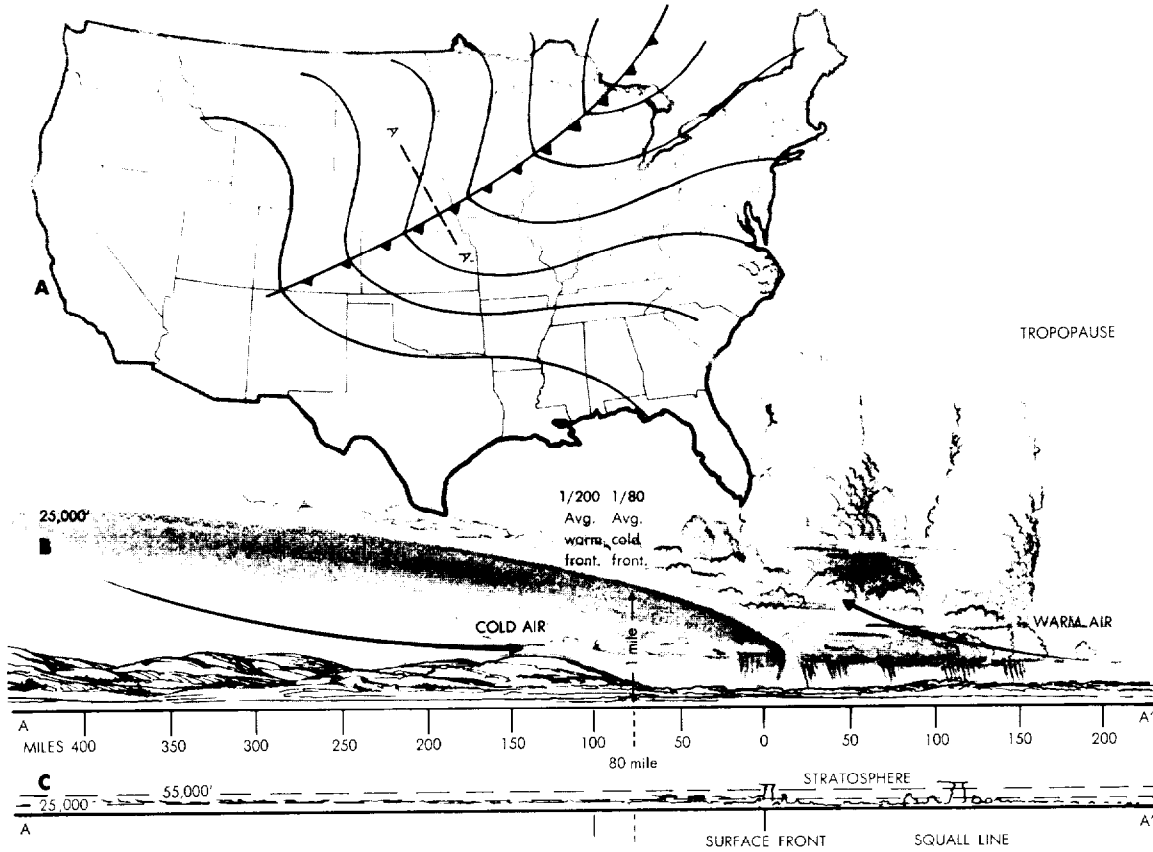 A
A'
A
TROPOPAUSE
1/200 1/80
Avg. Avg.
warm cold
front. front.
25,000'
B
COLD AIR
1 mile
WARM AIR
A A'
MILES 400 350 300 250 200 150 100 50 0 50 100 150 200
80 mile
C
55,000'
STRATOSPHERE
25,000
A A'
SURFACE FRONT SQUALL LINE